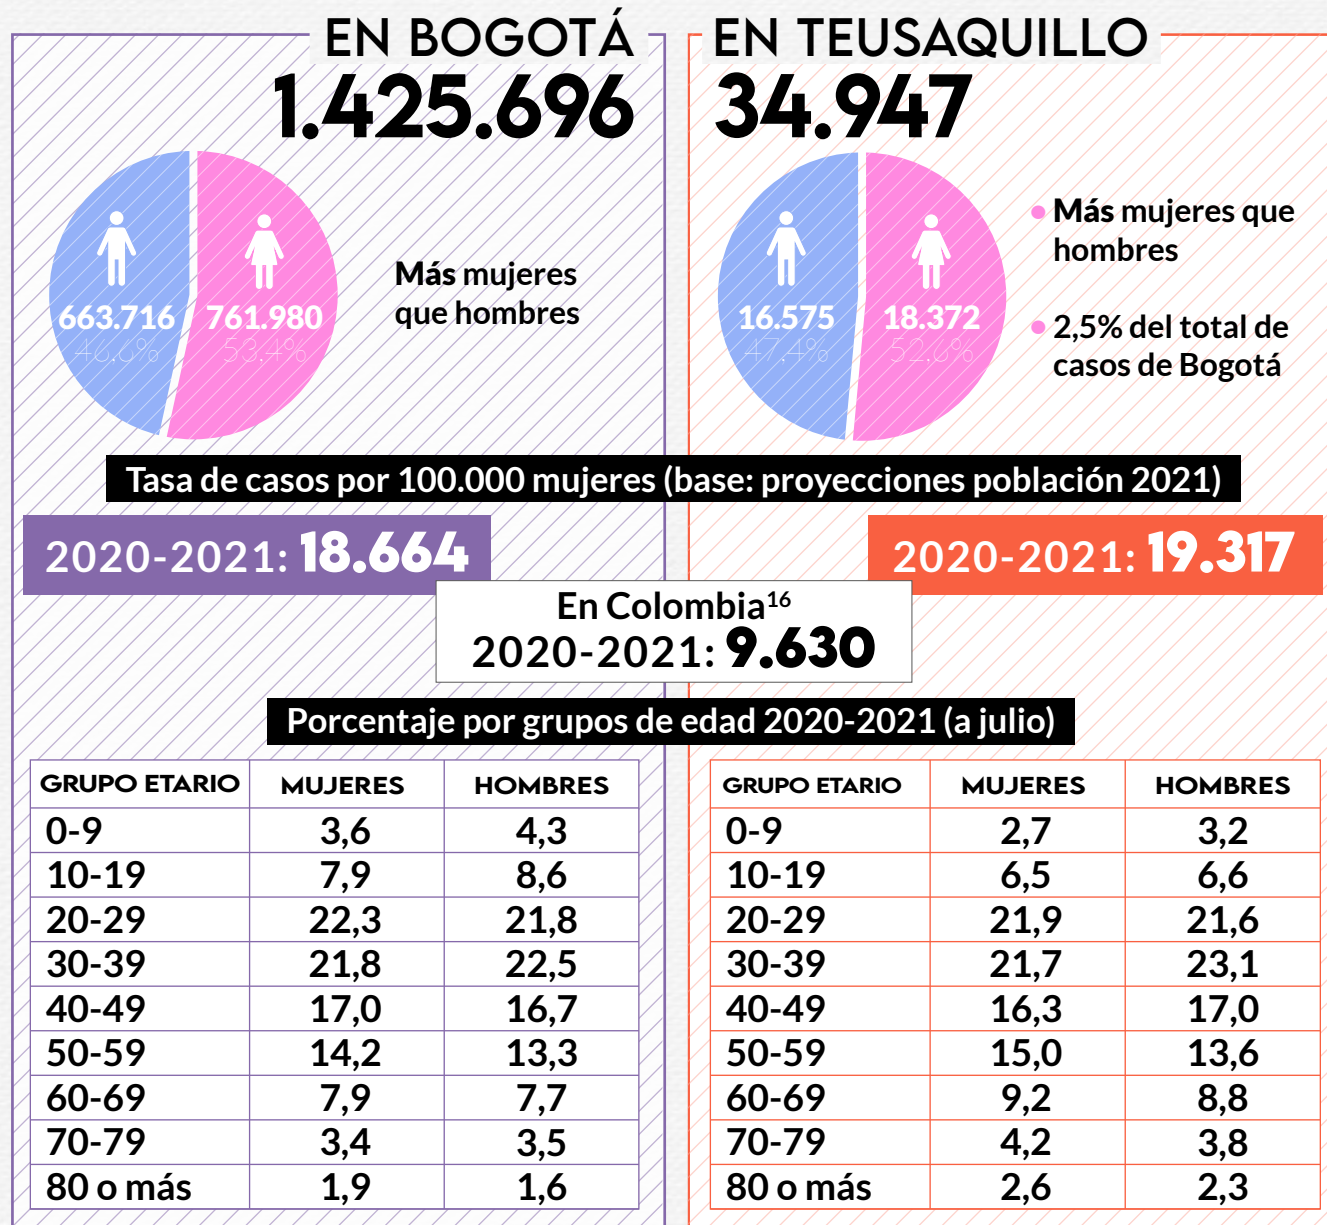 EN BOGOTÁ
1.425.696
663.716
46,6%
761.980
53,4%
Más mujeres
que hombres
EN TEUSAQUILLO
34.947
16.575
47,4%
18.372
52,6%
Más mujeres que
hombres
2,5% del total de
casos de Bogotá
Tasa de casos por 100.000 mujeres (base: proyecciones población 2021)
2020-2021: 18.664
2020-2021: 19.317
En Colombia16
2020-2021: 9.630
Porcentaje por grupos de edad 2020-2021 (a julio)
GRUPO ETARIO MUJERES HOMBRES
0-9 3,6 4,3
10-19 7,9 8,6
20-29 22,3 21,8
30-39 21,8 22,5
40-49 17,0 16,7
50-59 14,2 13,3
60-69 7,9 7,7
70-79 3,4 3,5
80 o más 1,9 1,6
GRUPO ETARIO MUJERES HOMBRES
0-9 2,7 3,2
10-19 6,5 6,6
20-29 21,9 21,6
30-39 21,7 23,1
40-49 16,3 17,0
50-59 15,0 13,6
60-69 9,2 8,8
70-79 4,2 3,8
80 o más 2,6 2,3